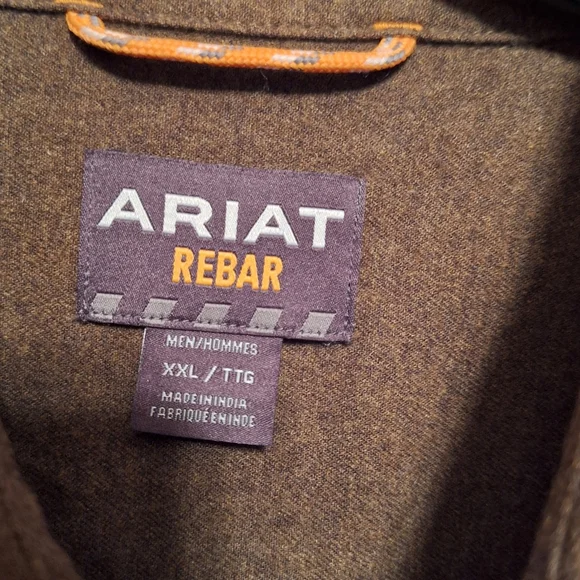 ARIAT
REBAR
MEN/HOMMES
XXL / TTG
MADE IN INDIA
FABRIQUÉ EN INDE